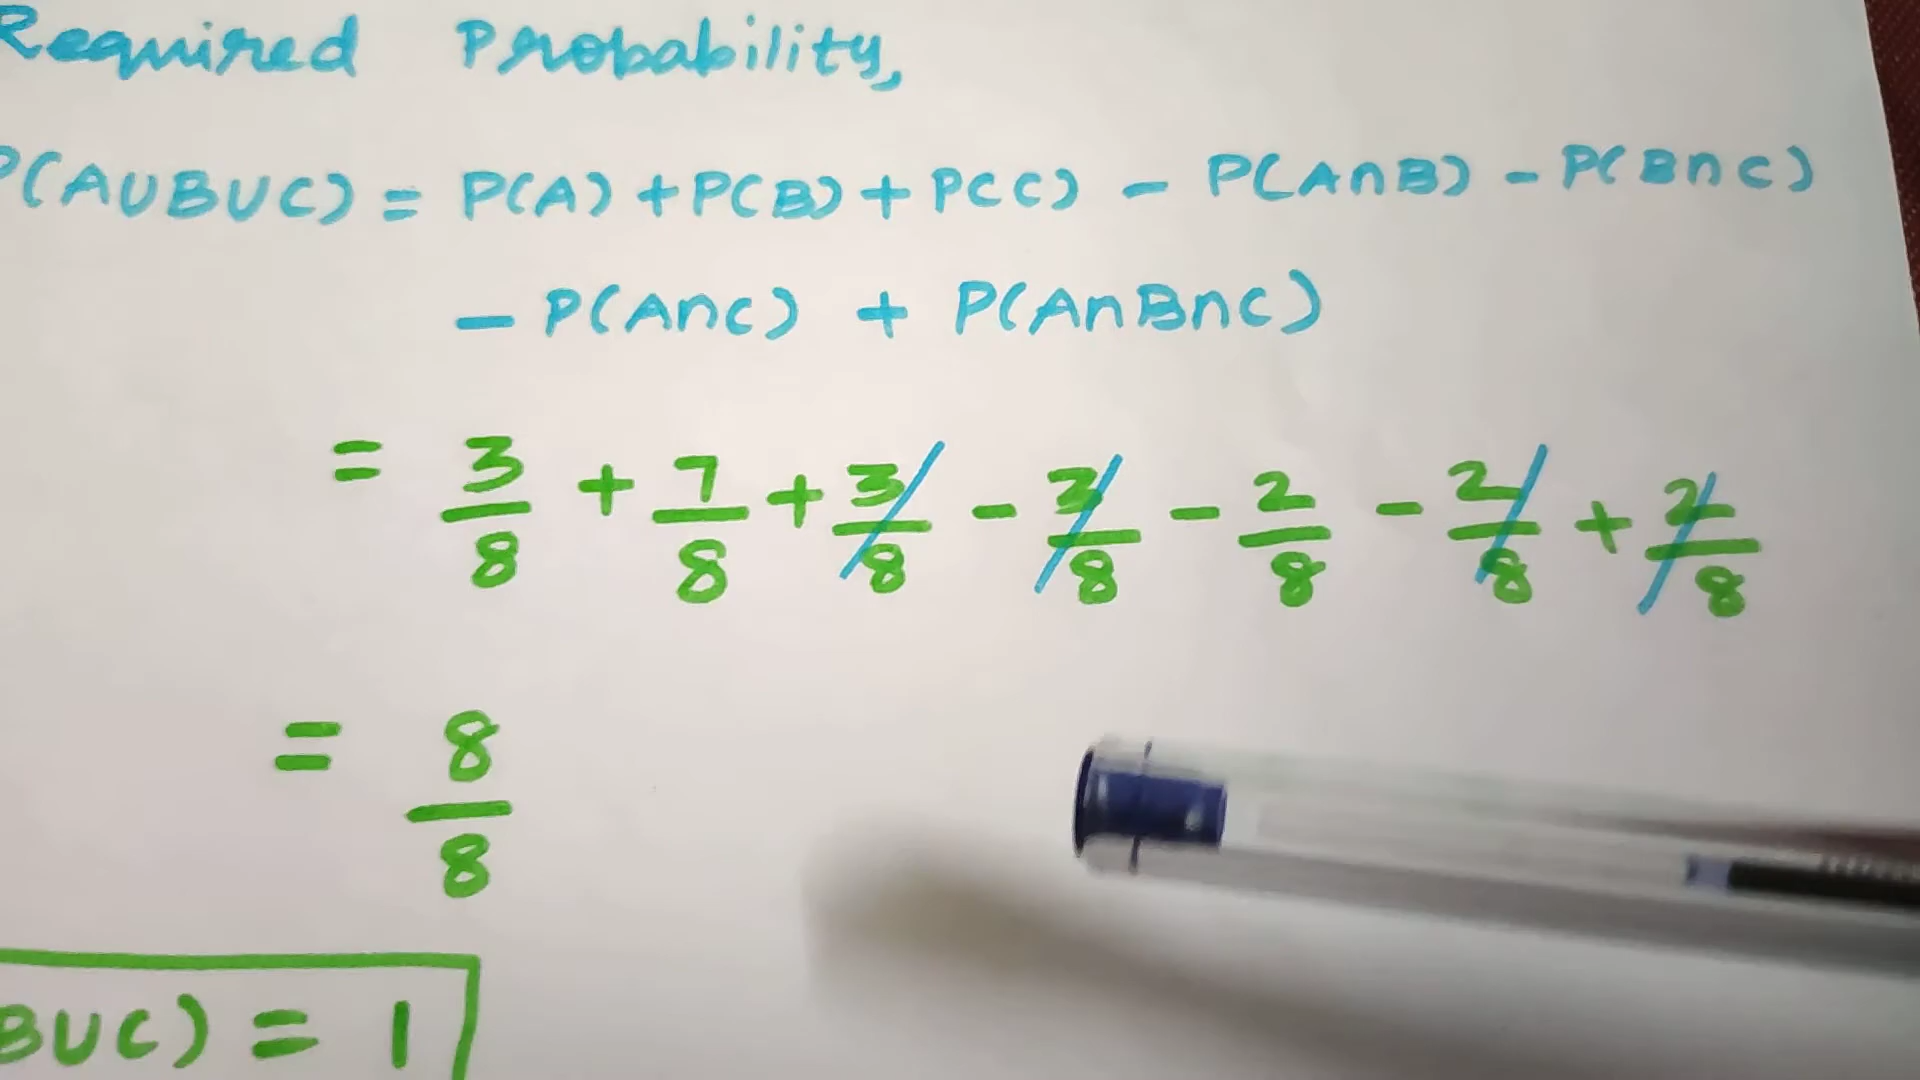 Required Probability,
P(AUBUC) = P(A) + P(B) + P(C) - P(A∩B) - P(B∩C)
- P(A∩C) + P(A∩B∩C)
= 3/8 + 7/8 + 3/8 - 3/8 - 2/8 - 2/8 + 2/8
= 8/8
BUC) = 1